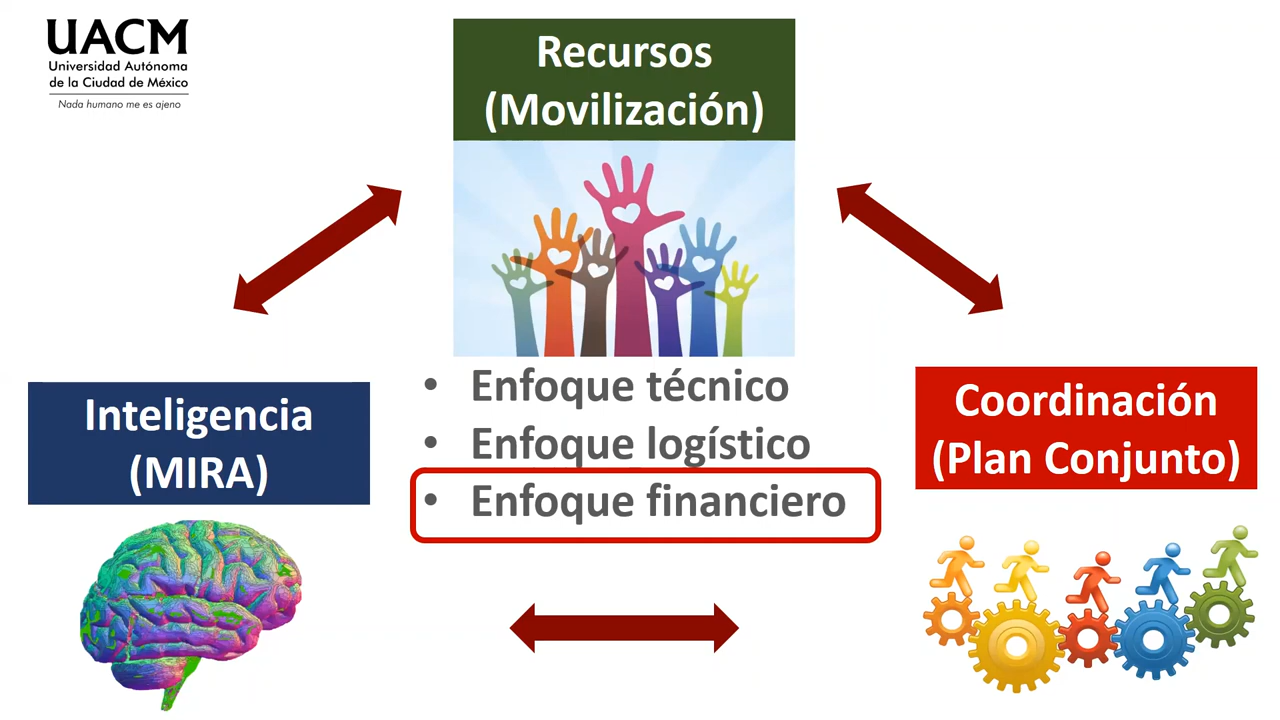 UACM
Universidad Autónoma
de la Ciudad de México
Nada humano me es ajeno
Recursos
(Movilización)
• Enfoque técnico
• Enfoque logístico
• Enfoque financiero
Inteligencia
(MIRA)
Coordinación
(Plan Conjunto)